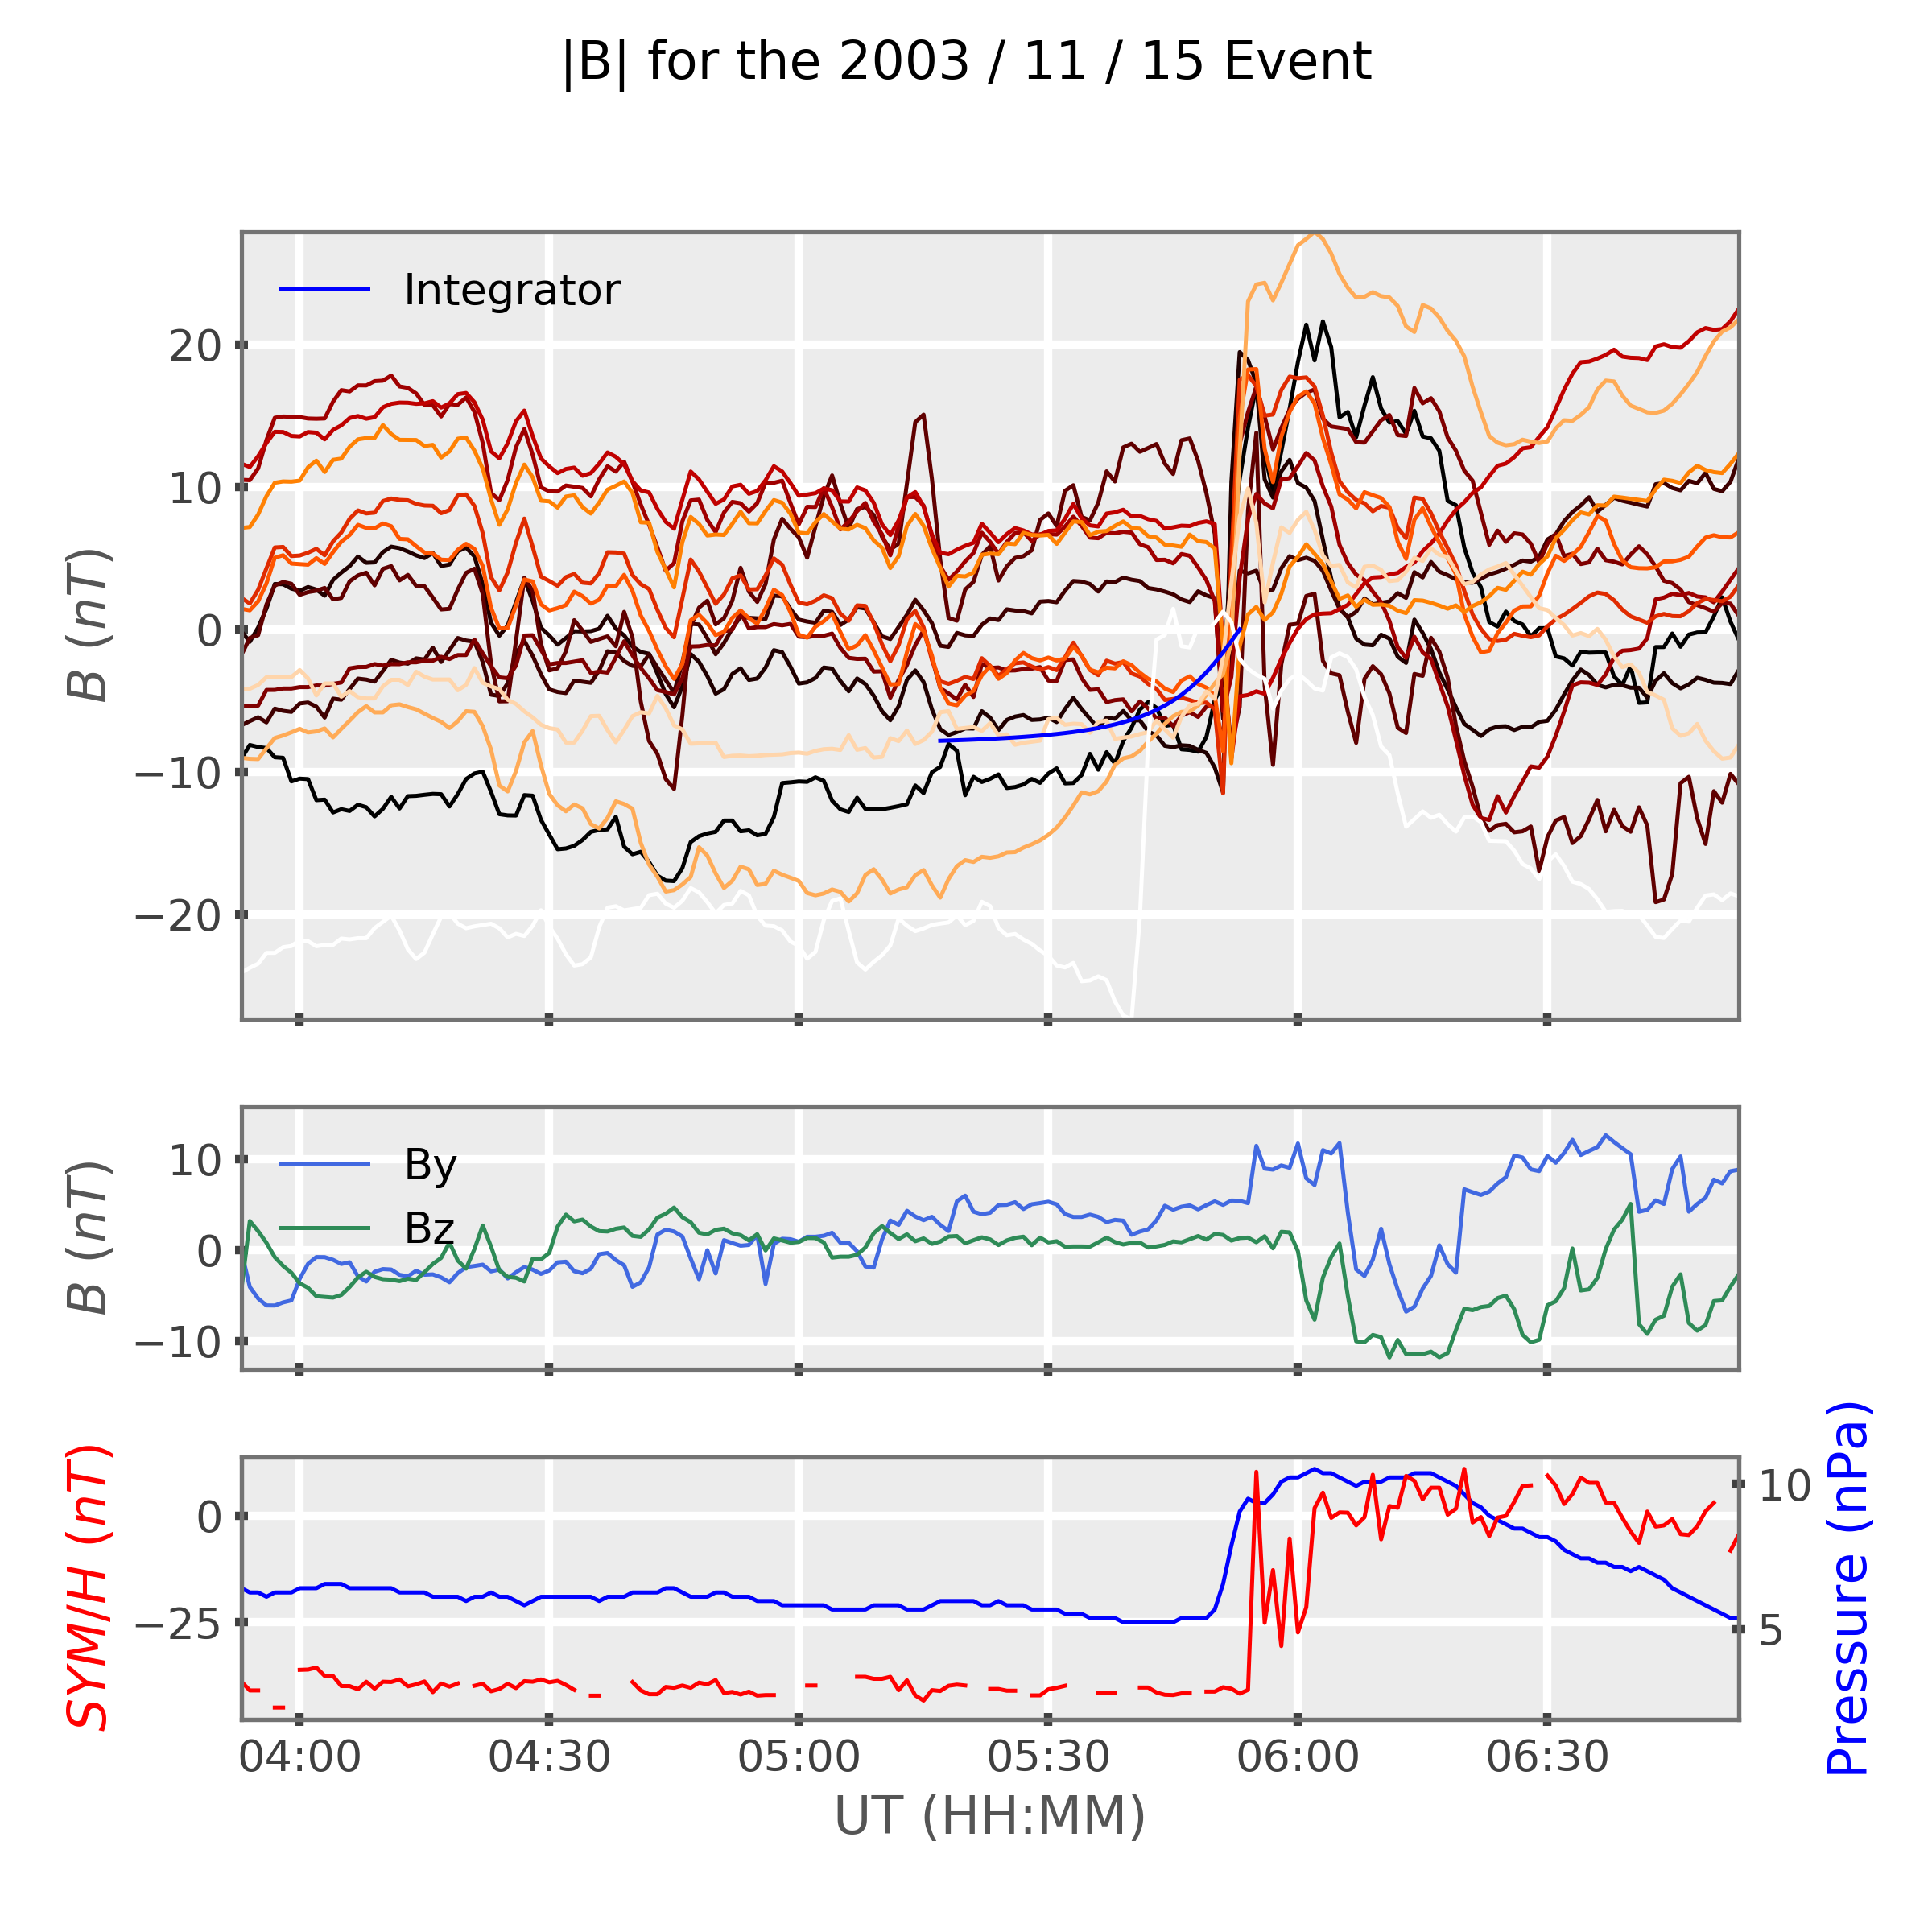 |B| for the 2003 / 11 / 15 Event
B (nT)
Integrator
20
10
0
−10
−20
B (nT)
By
Bz
10
0
−10
SYM/H (nT)
0
−25
10
5
Pressure (nPa)
04:00 04:30 05:00 05:30 06:00 06:30
UT (HH:MM)